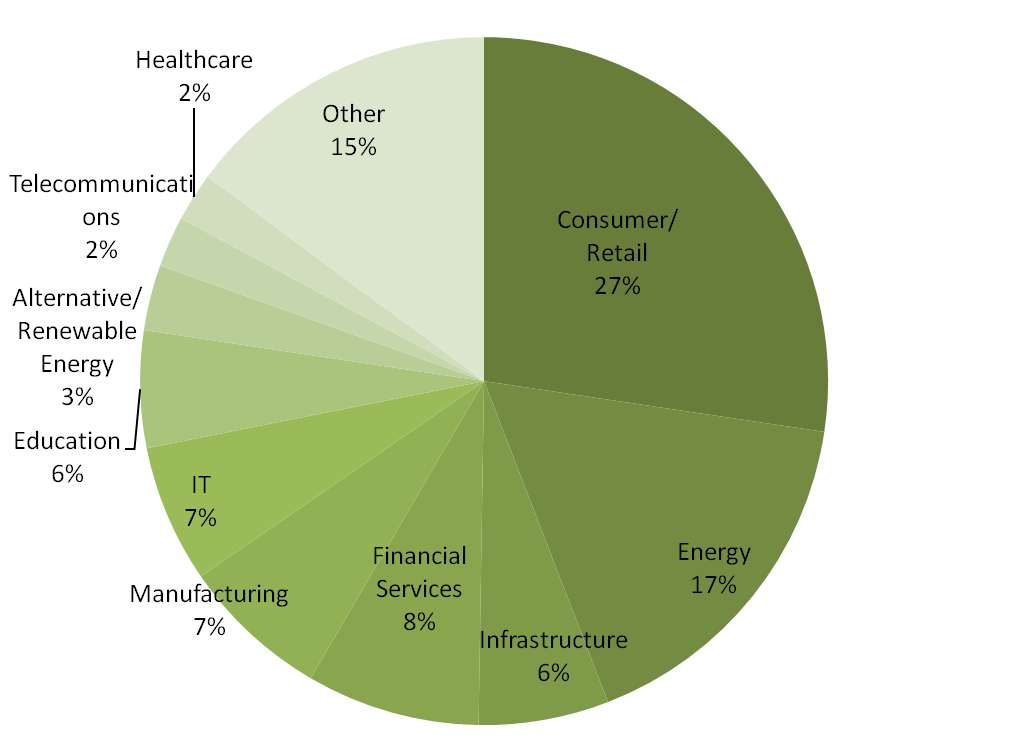 Healthcare
2%
Other
15%
Telecommunicati
ons
2%
Consumer/
Retail
27%
Alternative/
Renewable
Energy
3%
Education
6%
IT
7%
Financial
Services
8%
Energy
17%
Manufacturing
7%
Infrastructure
6%